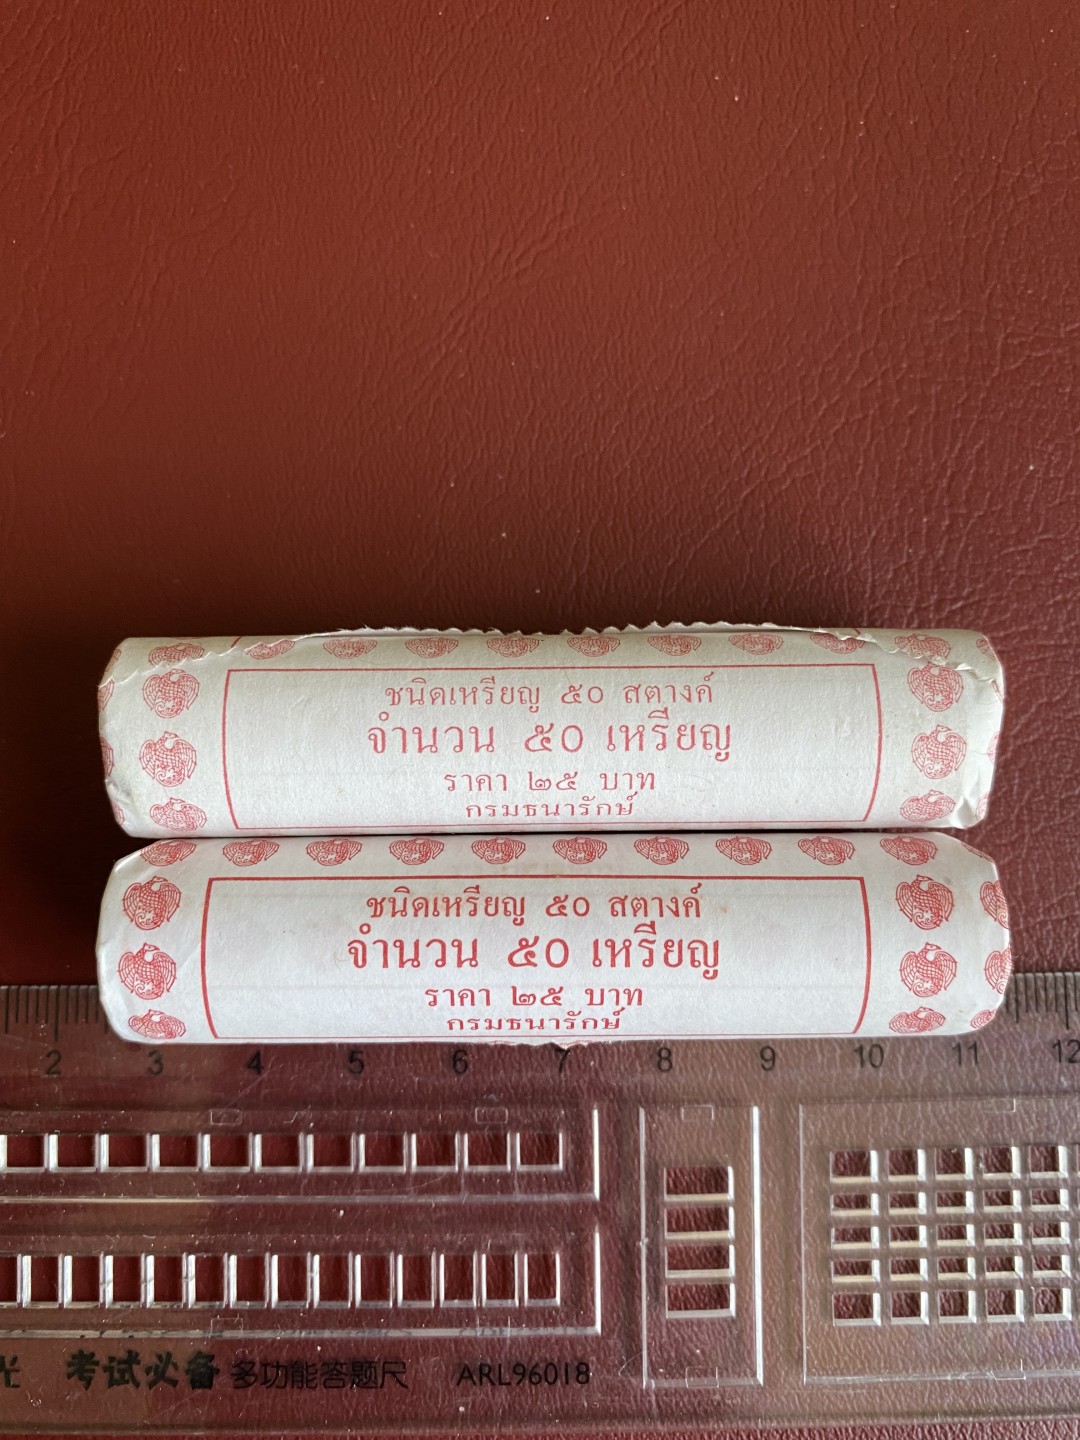 ชนิดเหรียญ ๕๐ สตางค์
จำนวน ๕๐ เหรียญ
ราคา ๒๕ บาท
กรมธนารักษ์
ชนิดเหรียญ ๕๐ สตางค์
จำนวน ๕๐ เหรียญ
ราคา ๒๕ บาท
กรมธนารักษ์
2 3 4 5 6 7 8 9 10 11 12
光 考试必备 多功能答题尺 ARL96018